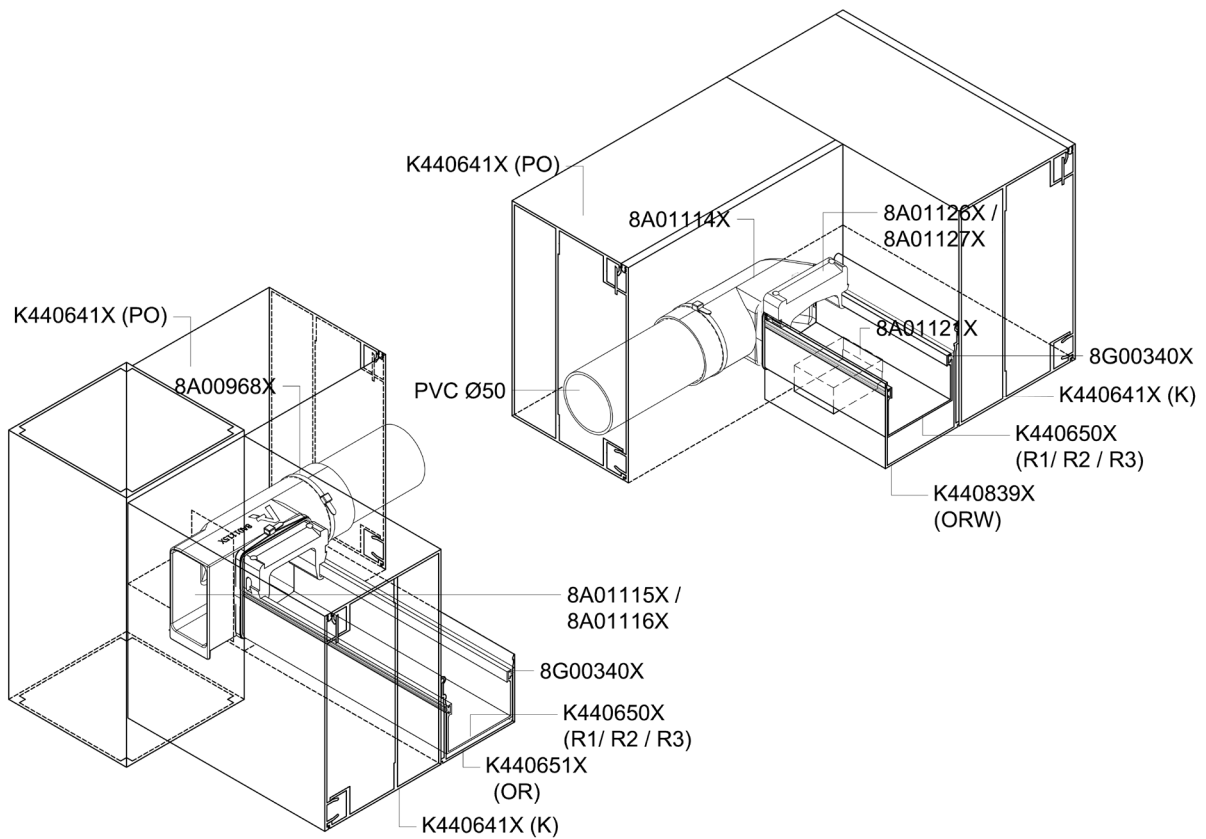 K440641X (PO)
8A01114X
8A01126X /
8A01127X
8A01121X
8G00340X
K440641X (K)
K440650X
(R1/ R2 / R3)
K440839X
(ORW)
PVC Ø50
K440641X (PO)
8A00968X
8A01115X /
8A01116X
8G00340X
K440650X
(R1/ R2 / R3)
K440651X
(OR)
K440641X (K)